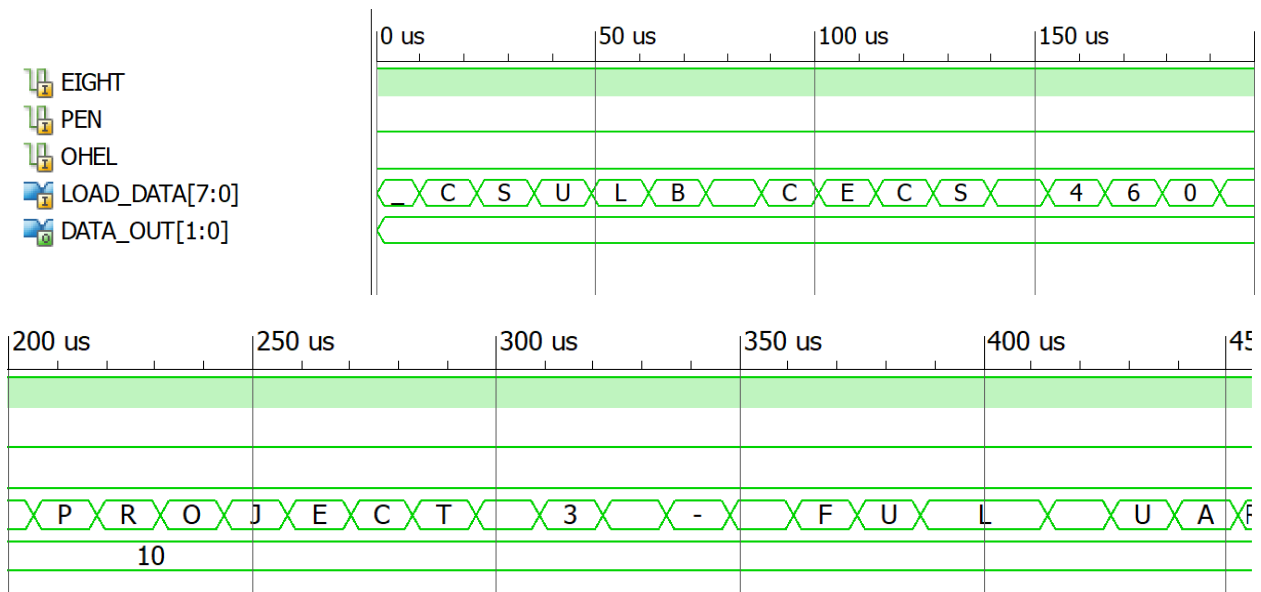 0 us 50 us 100 us 150 us
EIGHT
PEN
OHEL
LOAD_DATA[7:0] _ C S U L B C E C S 4 6 0
DATA_OUT[1:0]
200 us 250 us 300 us 350 us 400 us 45
P R O J E C T 3 - F U L U A
10